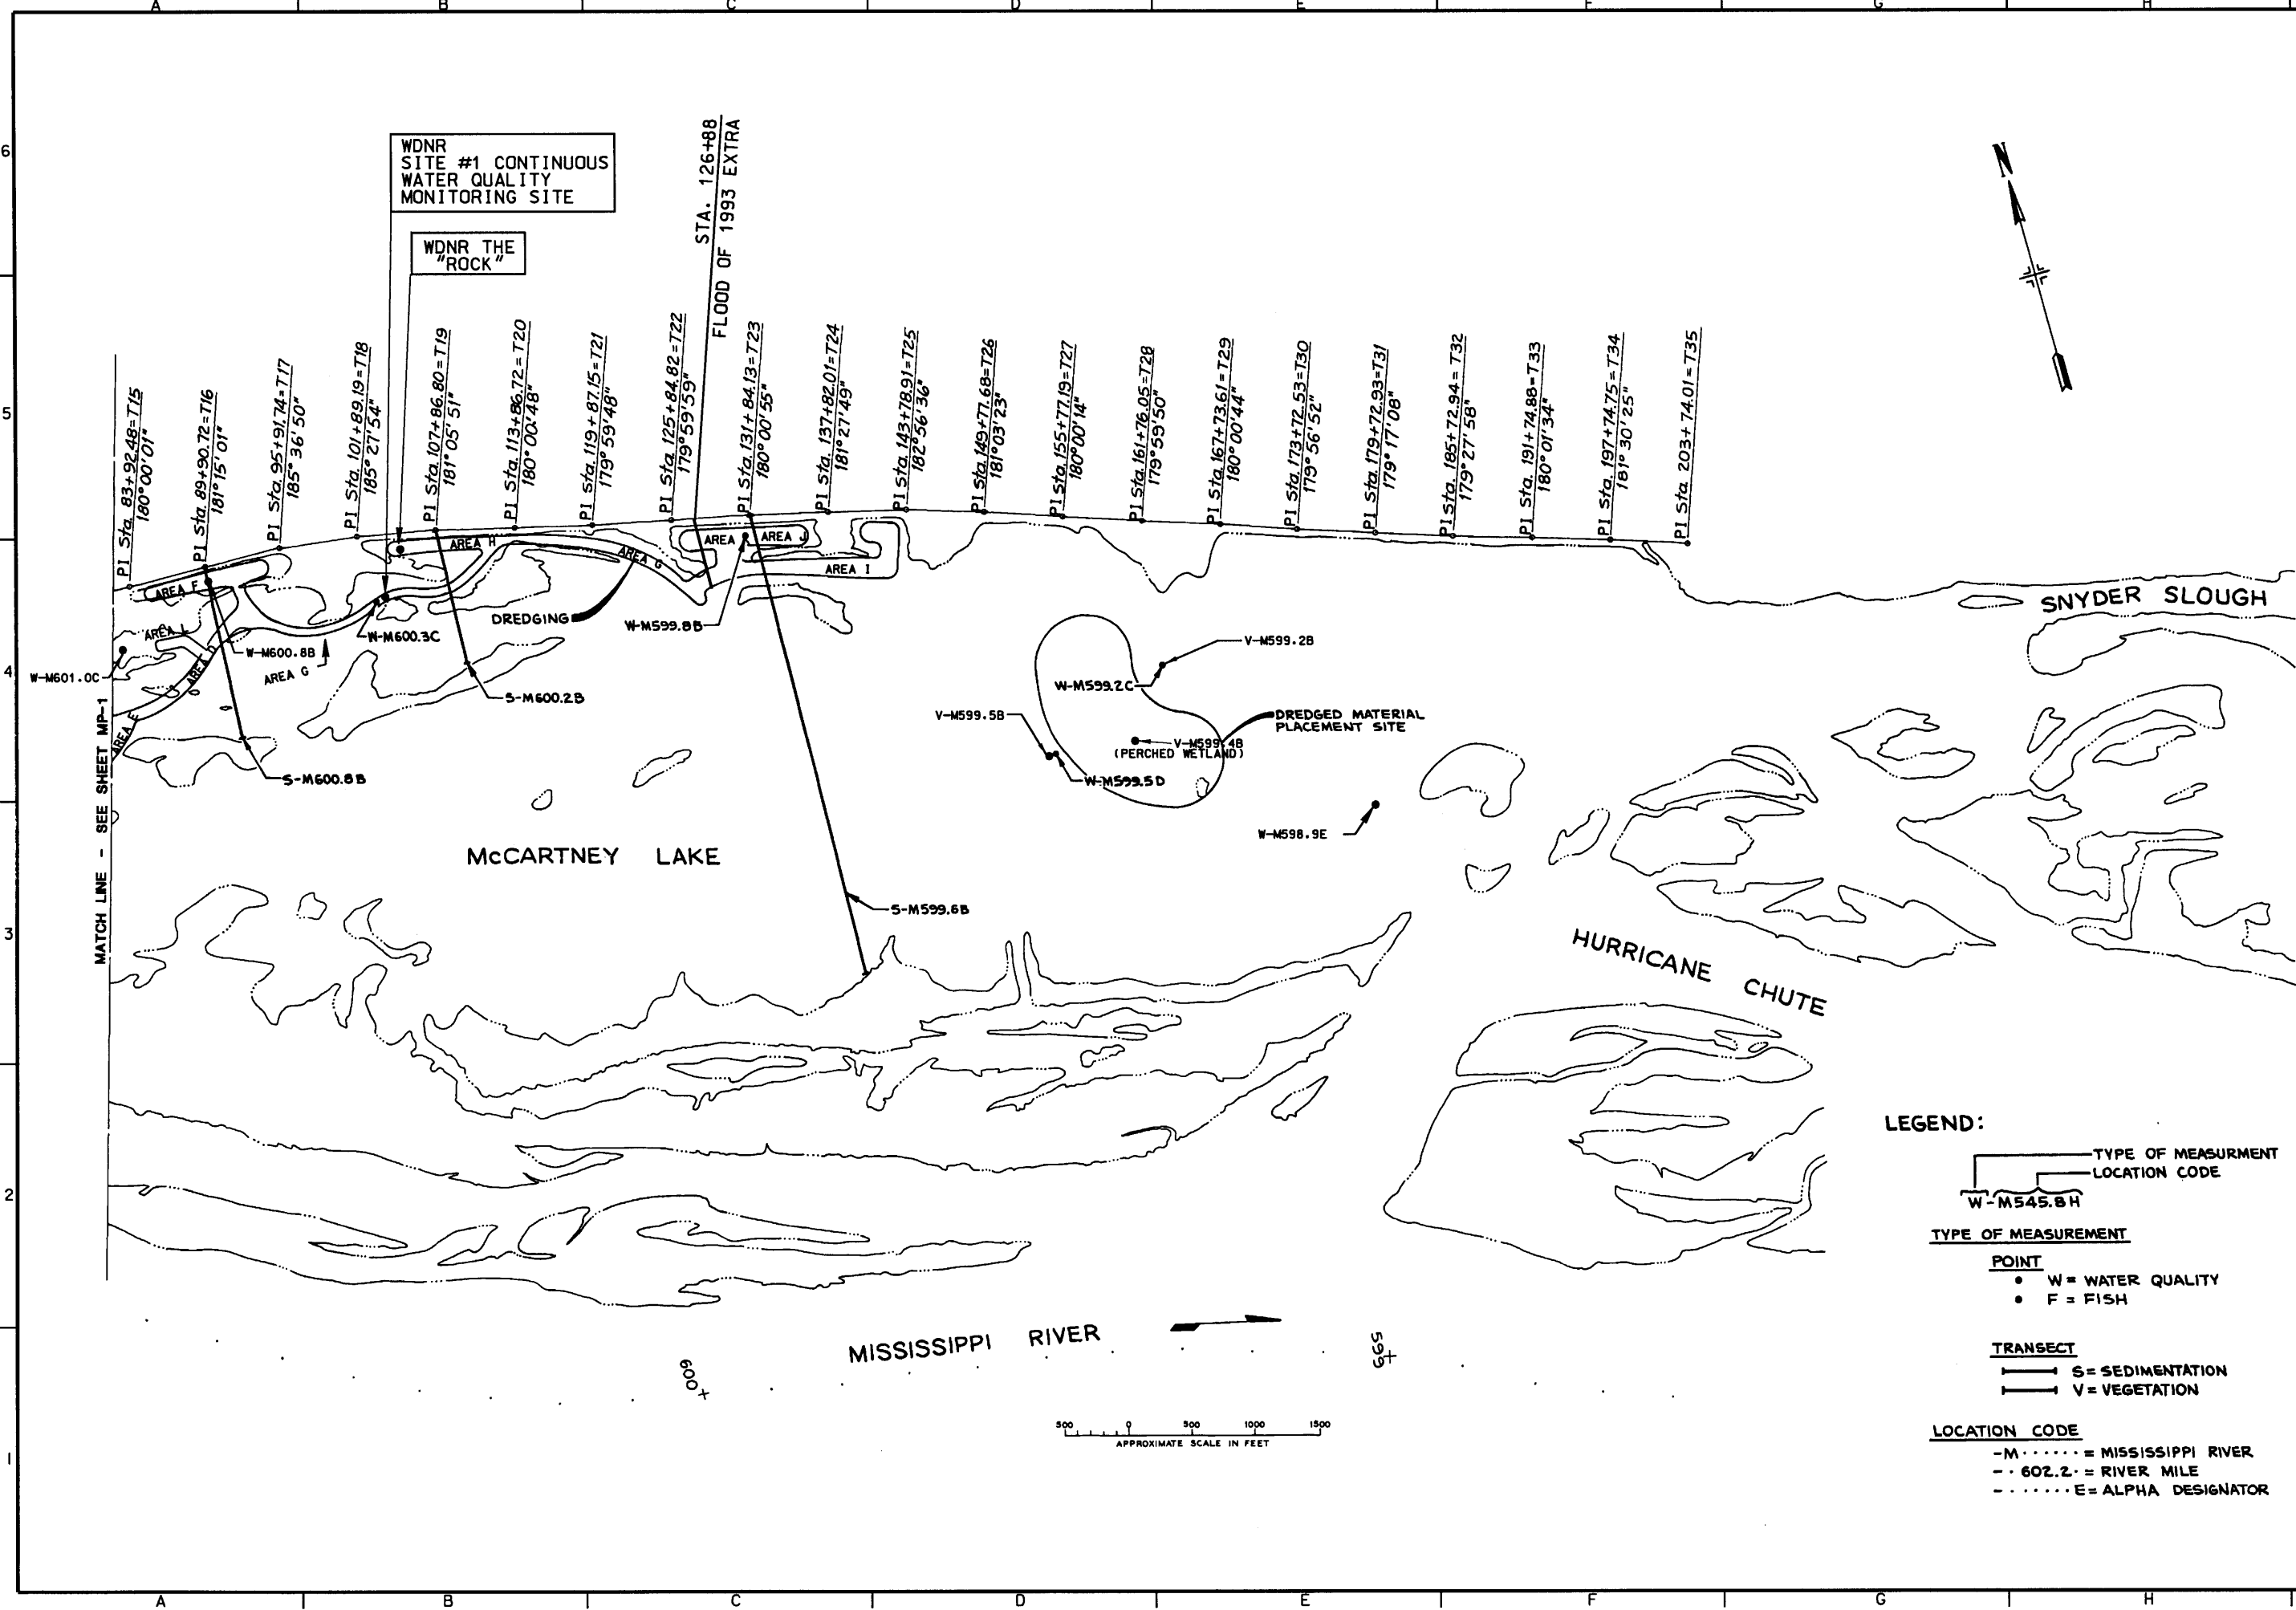 A B C D E F G H
6
5
4
3
2
1
WDNR
SITE #1 CONTINUOUS
WATER QUALITY
MONITORING SITE
WDNR THE
"ROCK"
STA. 126+88
FLOOD OF 1993 EXTRA
N
PI Sta. 83+92.48=T15
180°00'01"
PI Sta. 89+90.72=T16
181°15'01"
PI Sta. 95+91.74=T17
185°36'50"
PI Sta. 101+89.19=T18
185°27'54"
PI Sta. 107+86.80=T19
181°05'51"
PI Sta. 113+86.72=T20
180°00'48"
PI Sta. 119+87.15=T21
179°59'48"
PI Sta. 125+84.82=T22
179°59'59"
PI Sta. 131+84.13=T23
180°00'55"
PI Sta. 137+82.01=T24
181°27'49"
PI Sta. 143+78.91=T25
182°56'36"
PI Sta. 149+77.68=T26
181°03'23"
PI Sta. 155+77.19=T27
180°00'14"
PI Sta. 161+76.05=T28
179°59'50"
PI Sta. 167+73.61=T29
180°00'44"
PI Sta. 173+72.53=T30
179°56'52"
PI Sta. 179+72.93=T31
179°17'08"
PI Sta. 185+72.94=T32
179°27'58"
PI Sta. 191+74.88=T33
180°01'34"
PI Sta. 197+74.75=T34
181°30'25"
PI Sta. 203+74.01=T35
AREA F
AREA H
AREA G
AREA
AREA J
AREA I
AREA L
AREA D
AREA E
AREA G
DREDGING
W-M601.0C
W-M600.8B
W-M600.3C
W-M599.8B
S-M600.2B
S-M600.8B
SNYDER SLOUGH
V-M599.2B
W-M599.2C
V-M599.5B
DREDGED MATERIAL
PLACEMENT SITE
V-M599.4B
(PERCHED WETLAND)
W-M599.5D
W-M598.9E
MATCH LINE - SEE SHEET MP-1
McCARTNEY LAKE
S-M599.6B
HURRICANE CHUTE
MISSISSIPPI RIVER
600+
599+
500 0 500 1000 1500
APPROXIMATE SCALE IN FEET
LEGEND:
TYPE OF MEASURMENT
LOCATION CODE
W-M545.8H
TYPE OF MEASUREMENT
POINT
• W = WATER QUALITY
• F = FISH
TRANSECT
S = SEDIMENTATION
V = VEGETATION
LOCATION CODE
-M······ = MISSISSIPPI RIVER
-·602.2· = RIVER MILE
-·······E = ALPHA DESIGNATOR
A B C D E F G H